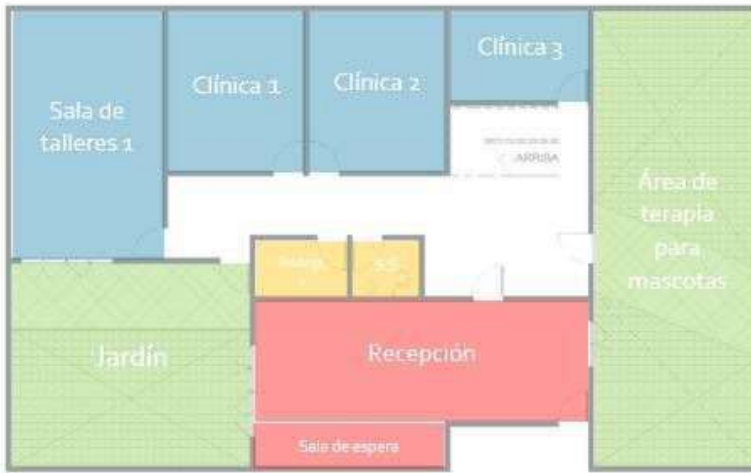 Clínica 3
Clínica 1
Clínica 2
Sala de
talleres 1
ARRIBA
Área de
terapia
para
mascotas
S.S
Jardín
Recepción
Sala de espera